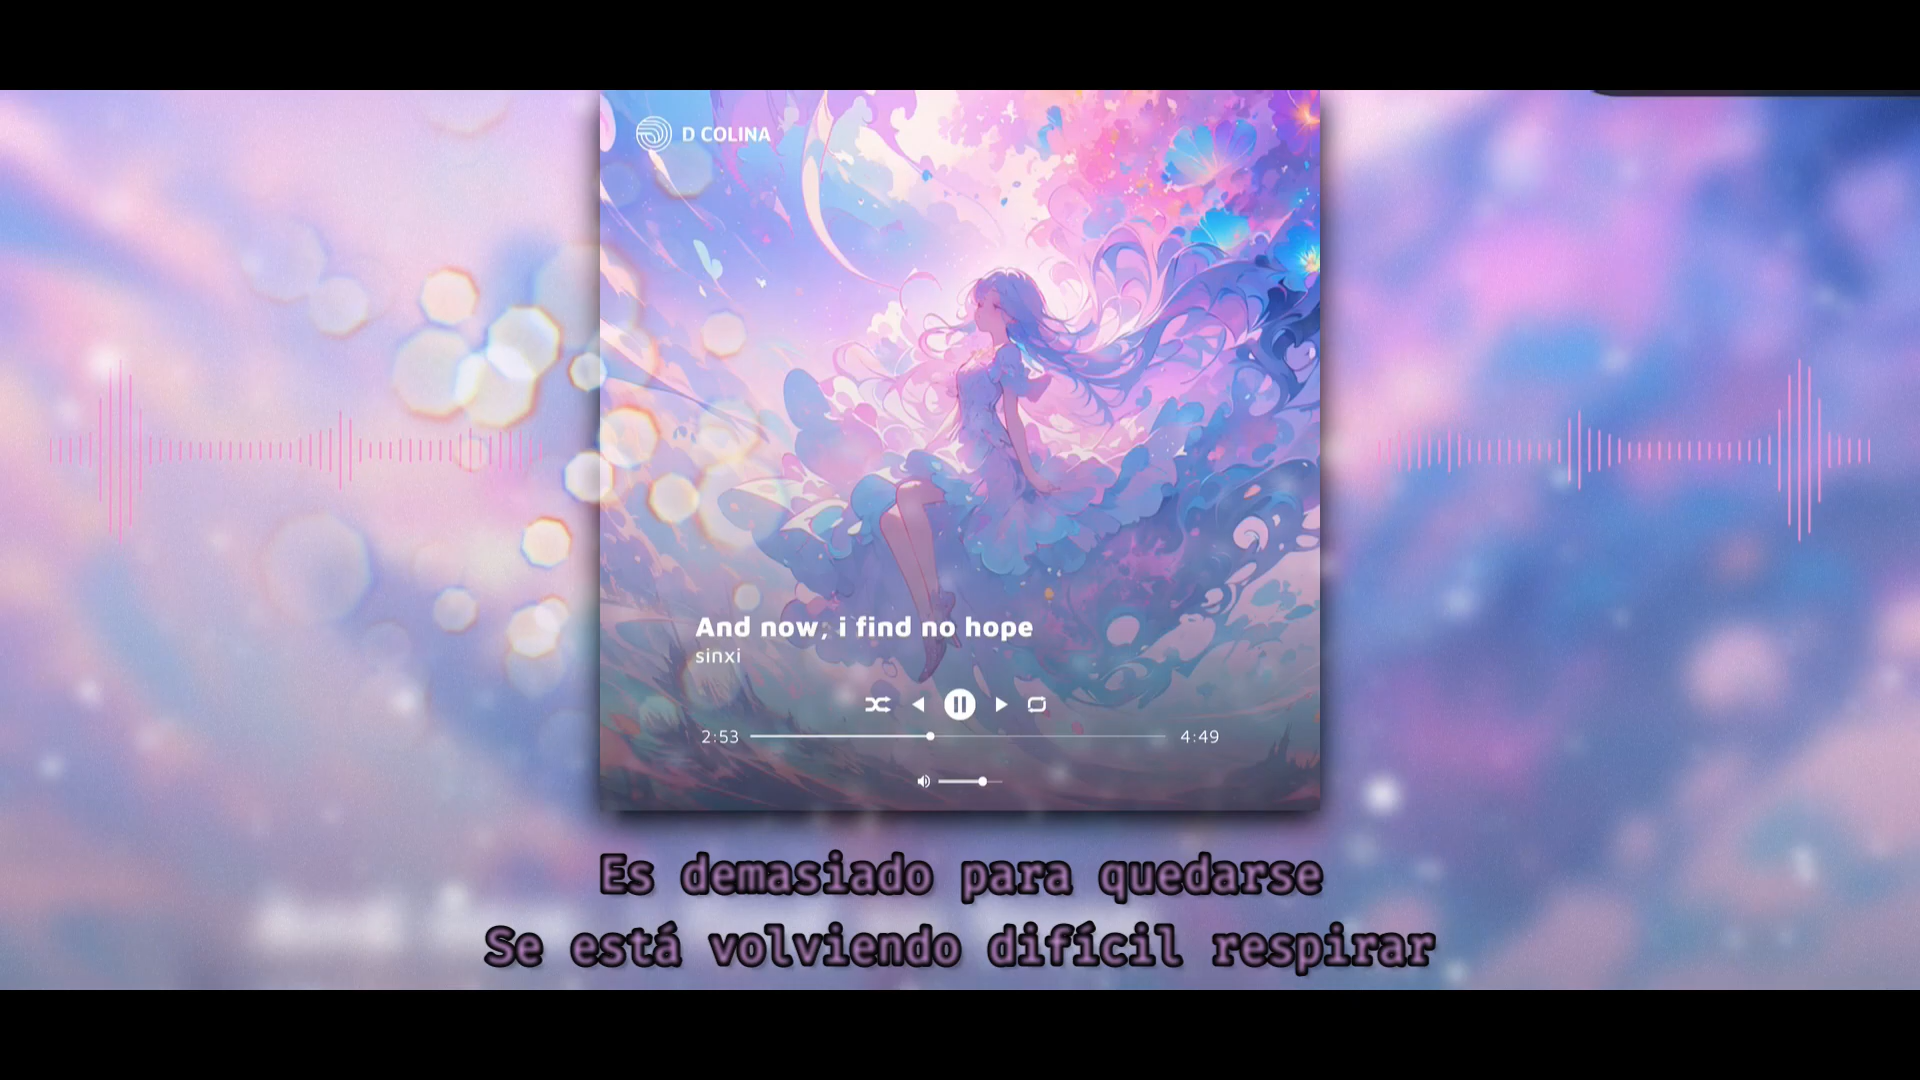 D COLINA
And now, i find no hope
sinxi
2:53
4:49
Es demasiado para quedarse
Se está volviendo difícil respirar